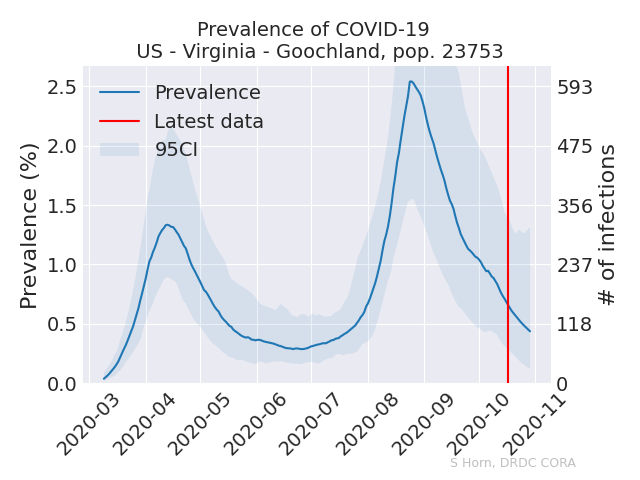 Prevalence of COVID-19
US - Virginia - Goochland, pop. 23753
Prevalence
Latest data
95CI
Prevalence (%)
2.5
2.0
1.5
1.0
0.5
0.0
593
475
356
237
118
0
# of infections
2020-03
2020-04
2020-05
2020-06
2020-07
2020-08
2020-09
2020-10
2020-11
S Horn, DRDC CORA